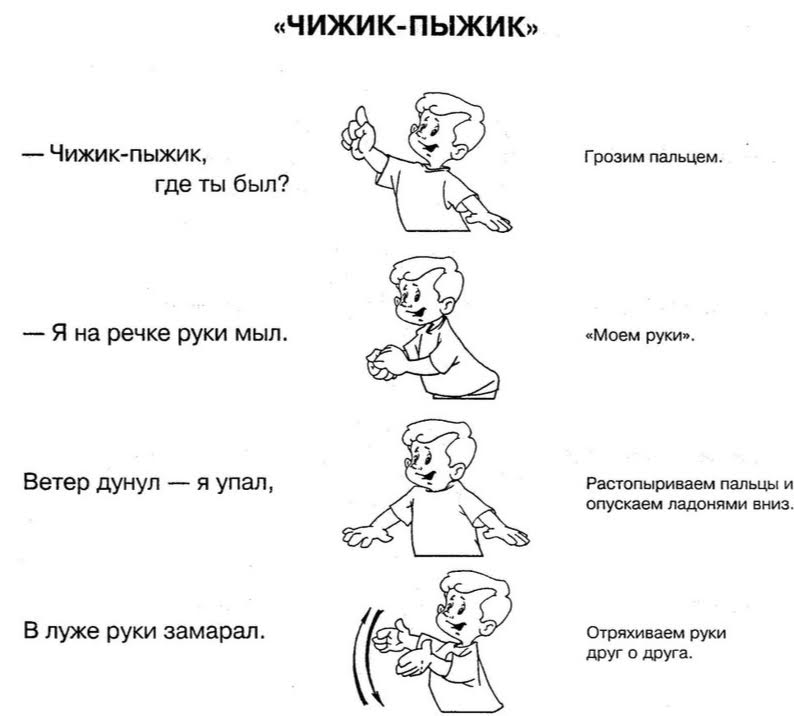 «ЧИЖИК-ПЫЖИК»
— Чижик-пыжик,
где ты был?
Грозим пальцем.
— Я на речке руки мыл.
«Моем руки».
Ветер дунул — я упал,
Растопыриваем пальцы и
опускаем ладонями вниз.
В луже руки замарал.
Отряхиваем руки
друг о друга.